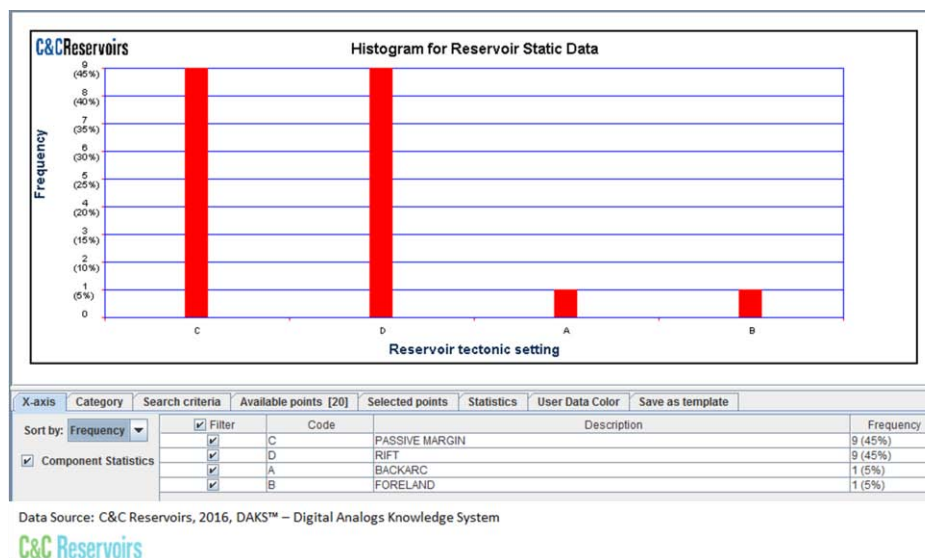 C&CReservoirs
Histogram for Reservoir Static Data
Frequency
9
(45%)
8
(40%)
7
(35%)
6
(30%)
5
(25%)
4
(20%)
3
(15%)
2
(10%)
1
(5%)
0
C D A B
Reservoir tectonic setting
X-axis Category Search criteria Available points [20] Selected points Statistics User Data Color Save as template
Sort by: Frequency
Component Statistics
Filter Code Description Frequency
C PASSIVE MARGIN 9 (45%)
D RIFT 9 (45%)
A BACKARC 1 (5%)
B FORELAND 1 (5%)
Data Source: C&C Reservoirs, 2016, DAKS™ – Digital Analogs Knowledge System
C&C Reservoirs